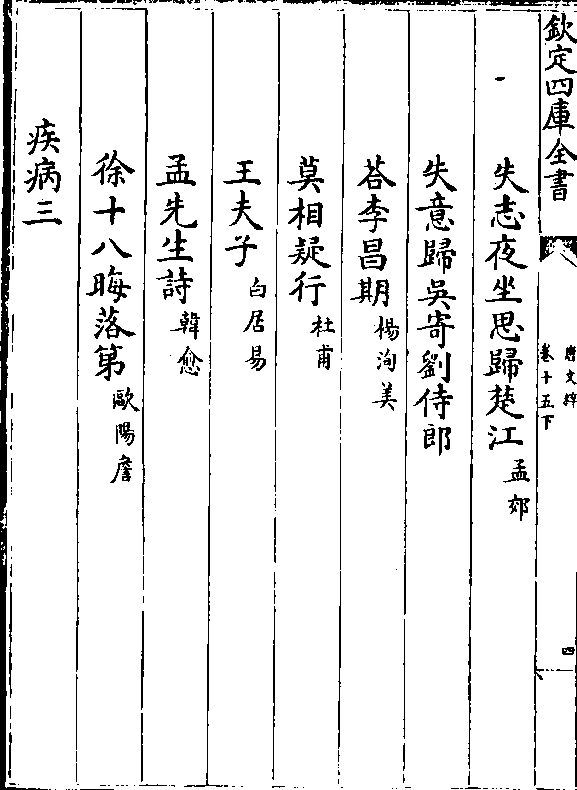 欽定四庫全書
唐文粹
卷十五下
四
失志夜坐思歸楚江孟郊
失意歸吳寄劉侍郎
荅李昌期楊洵美
莫相疑行杜甫
王夫子白居易
孟先生詩韓愈
徐十八晦落第歐陽詹
疾病三